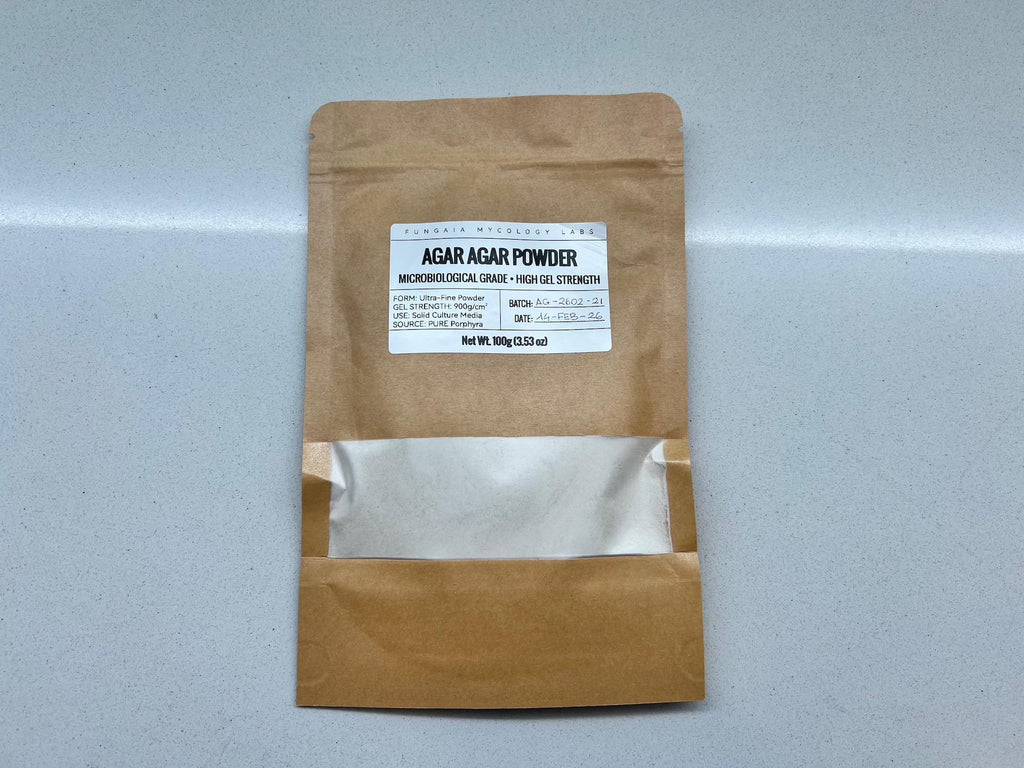 FUNGAIA MYCOLOGY LABS
AGAR AGAR POWDER
MICROBIOLOGICAL GRADE • HIGH GEL STRENGTH
FORM: Ultra-Fine Powder
GEL STRENGTH: 900g/cm²
USE: Solid Culture Media
SOURCE: PURE Porphyra
BATCH: AG-2602-21
DATE: 14-FEB-26
Net Wt. 100g (3.53 oz)